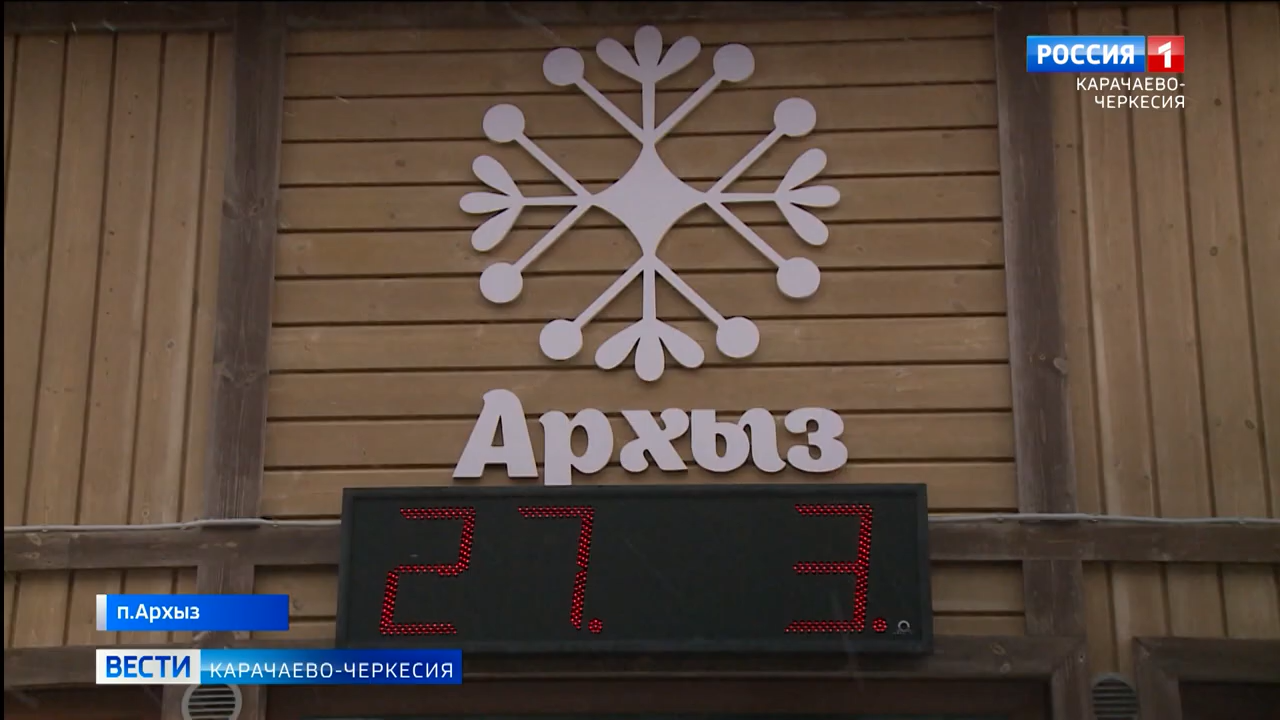 РОССИЯ 1
КАРАЧАЕВО-
ЧЕРКЕСИЯ
Архыз
27. 3.
п.Архыз
ВЕСТИ КАРАЧАЕВО-ЧЕРКЕСИЯ